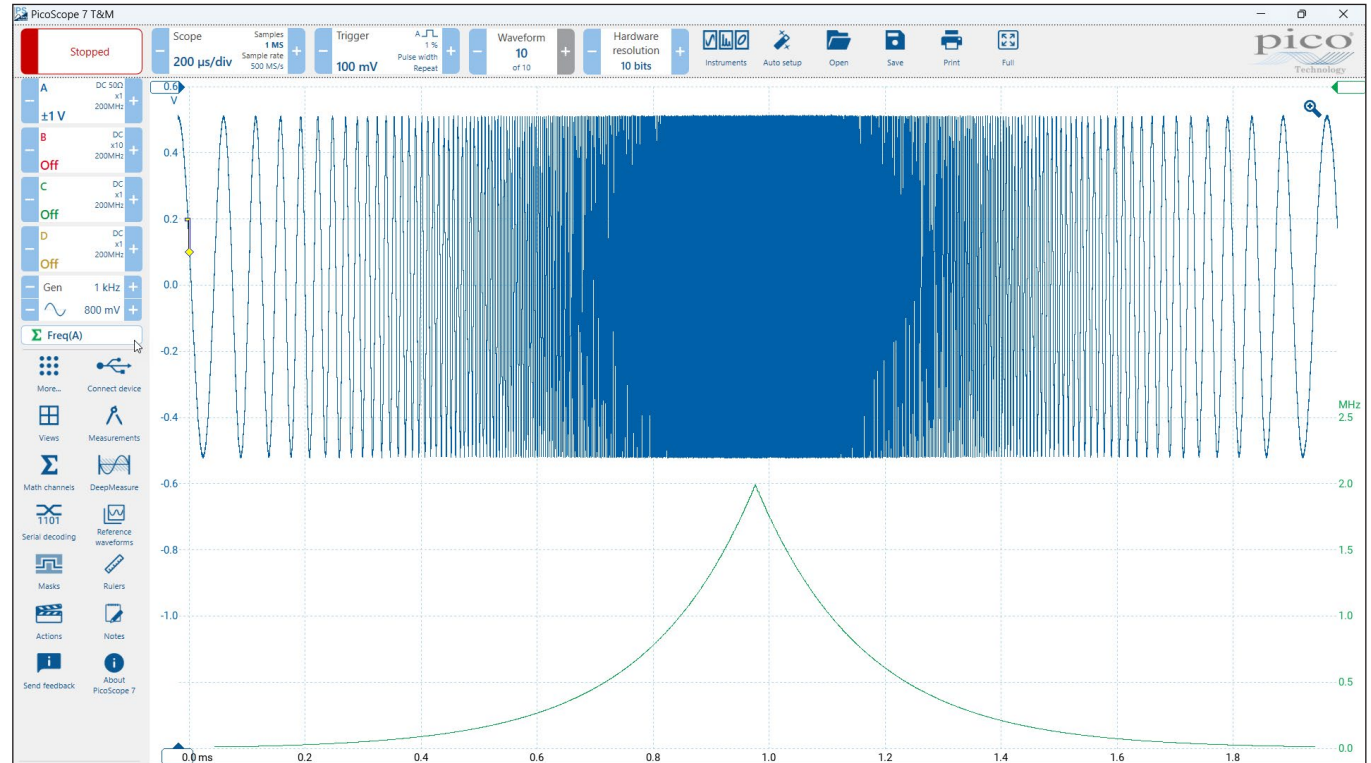 PS PicoScope 7 T&M
Stopped
Scope
200 µs/div
Samples
1 MS
Sample rate
500 MS/s
Trigger
100 mV
A
1 %
Pulse width
Repeat
Waveform
10
of 10
Hardware
resolution
10 bits
Instruments
Auto setup
Open
Save
Print
Full
pico
Technology
A
DC 50Ω
x1
200MHz
±1 V
B
DC
x10
200MHz
Off
C
DC
x1
200MHz
Off
D
DC
x1
200MHz
Off
Gen 1 kHz
800 mV
Σ Freq(A)
More...
Connect device
Views
Measurements
Math channels
DeepMeasure
1101
Serial decoding
Reference
waveforms
Masks
Rulers
Actions
Notes
Send feedback
About
PicoScope 7
0.6
V
0.4
0.2
0.0
-0.2
-0.4
-0.6
-0.8
-1.0
MHz
2.5
2.0
1.5
1.0
0.5
0.0
0.0 ms
0.2
0.4
0.6
0.8
1.0
1.2
1.4
1.6
1.8